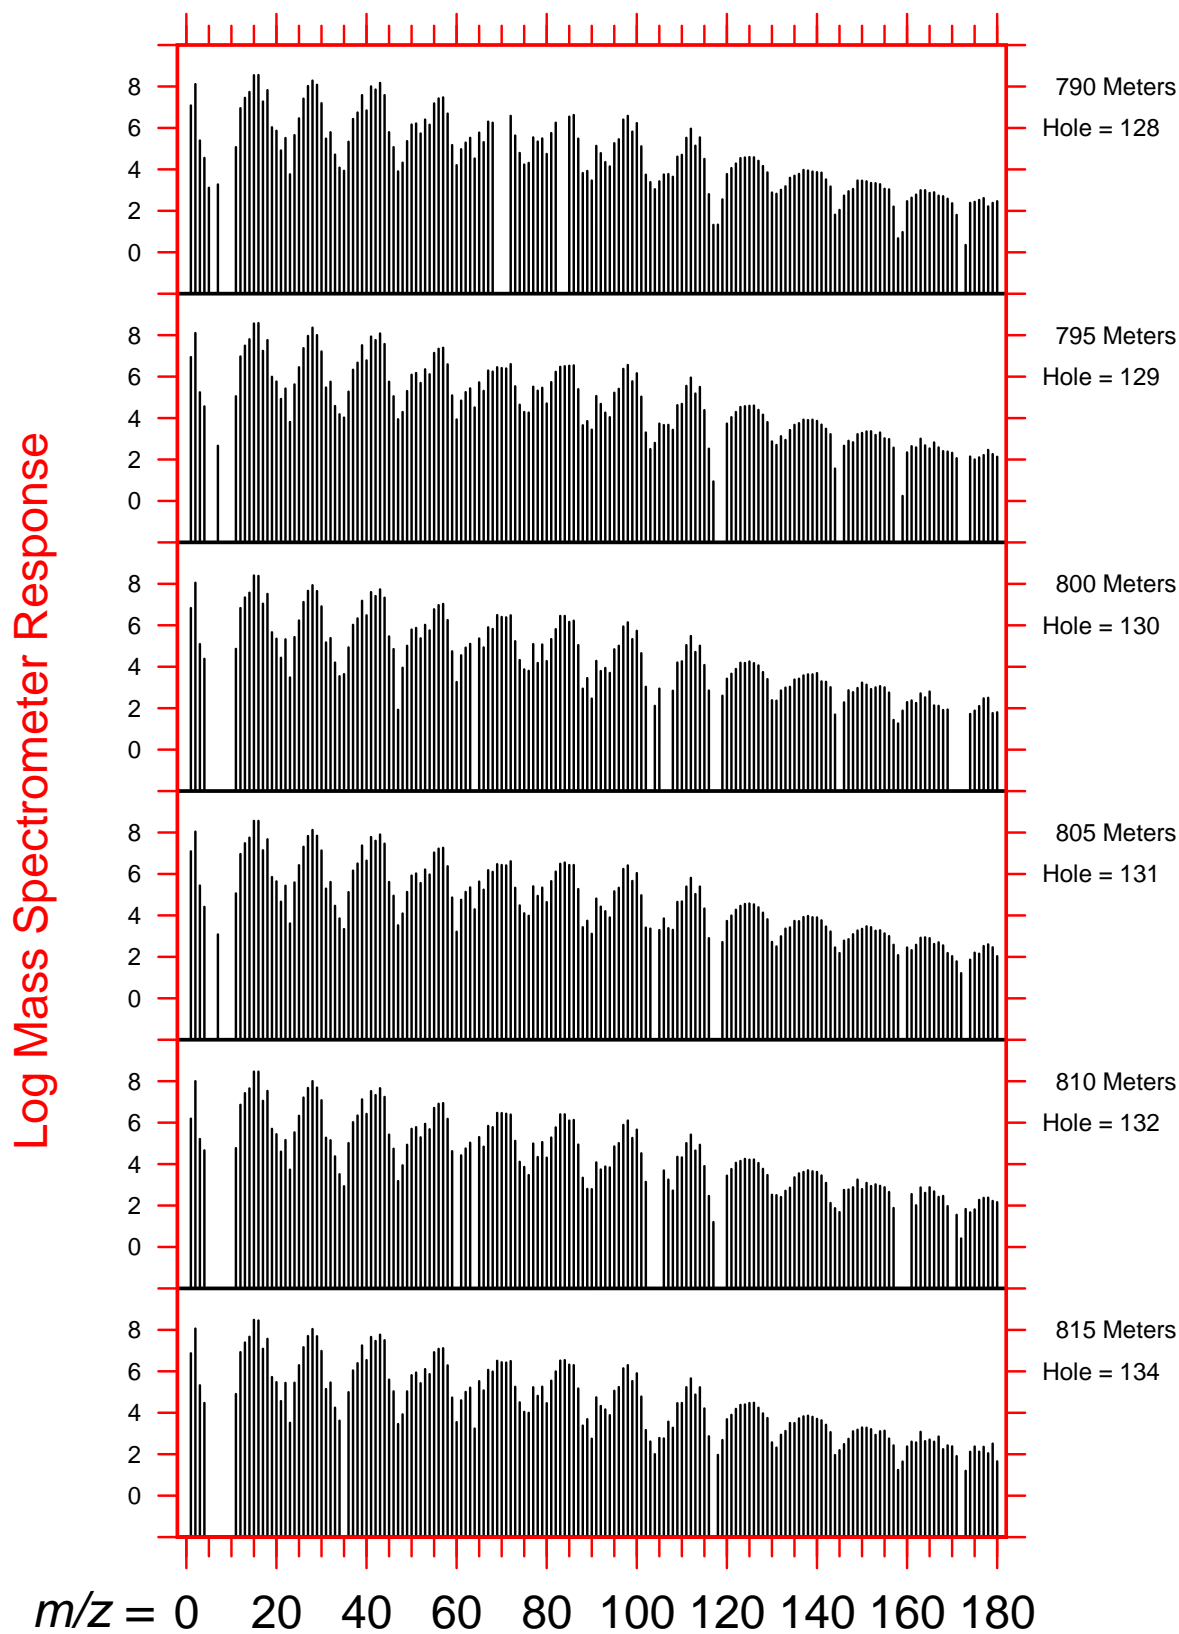 8
6
4
2
0
790 Meters
Hole = 128
8
6
4
2
0
795 Meters
Hole = 129
8
6
4
2
0
800 Meters
Hole = 130
8
6
4
2
0
805 Meters
Hole = 131
8
6
4
2
0
810 Meters
Hole = 132
8
6
4
2
0
815 Meters
Hole = 134
Log Mass Spectrometer Response
m/z = 0 20 40 60 80 100 120 140 160 180